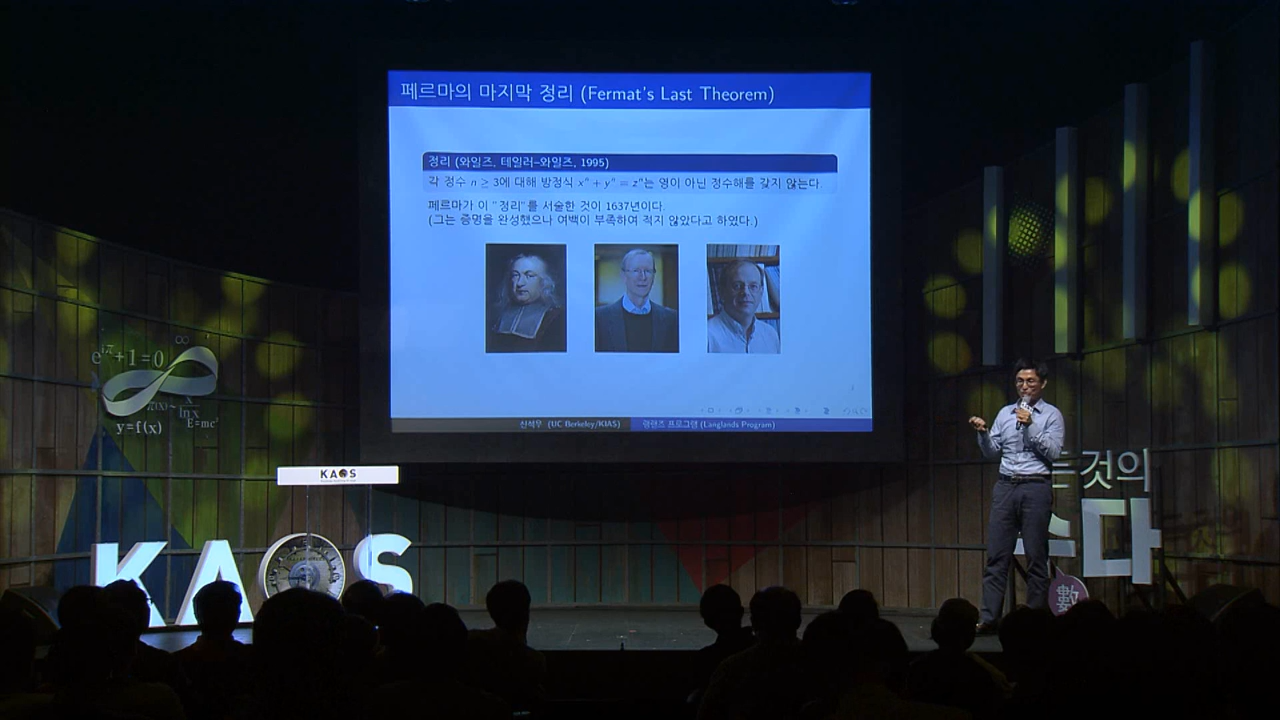 페르마의 마지막 정리 (Fermat's Last Theorem)
정리 (와일즈, 테일러–와일즈, 1995)
각 정수 n ≥ 3에 대해 방정식 xⁿ + yⁿ = zⁿ는 영이 아닌 정수해를 갖지 않는다.
페르마가 이 "정리"를 서술한 것이 1637년이다.
(그는 증명을 완성했으나 여백이 부족하여 적지 않았다고 하였다.)
신석우 (UC Berkeley/KIAS)
랭랜즈 프로그램 (Langlands Program)
e^iπ+1=0
∞
π(x)~x/lnx
E=mc²
y=f(x)
KAOS
KAOS
것의
다
數